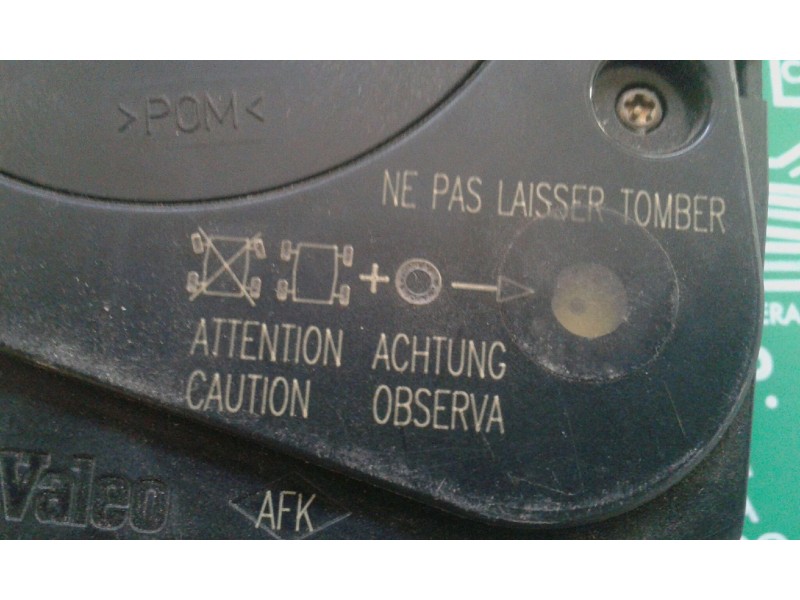 >POM<
NE PAS LAISSER TOMBER
ATTENTION ACHTUNG
CAUTION OBSERVA
Valeo
AFK